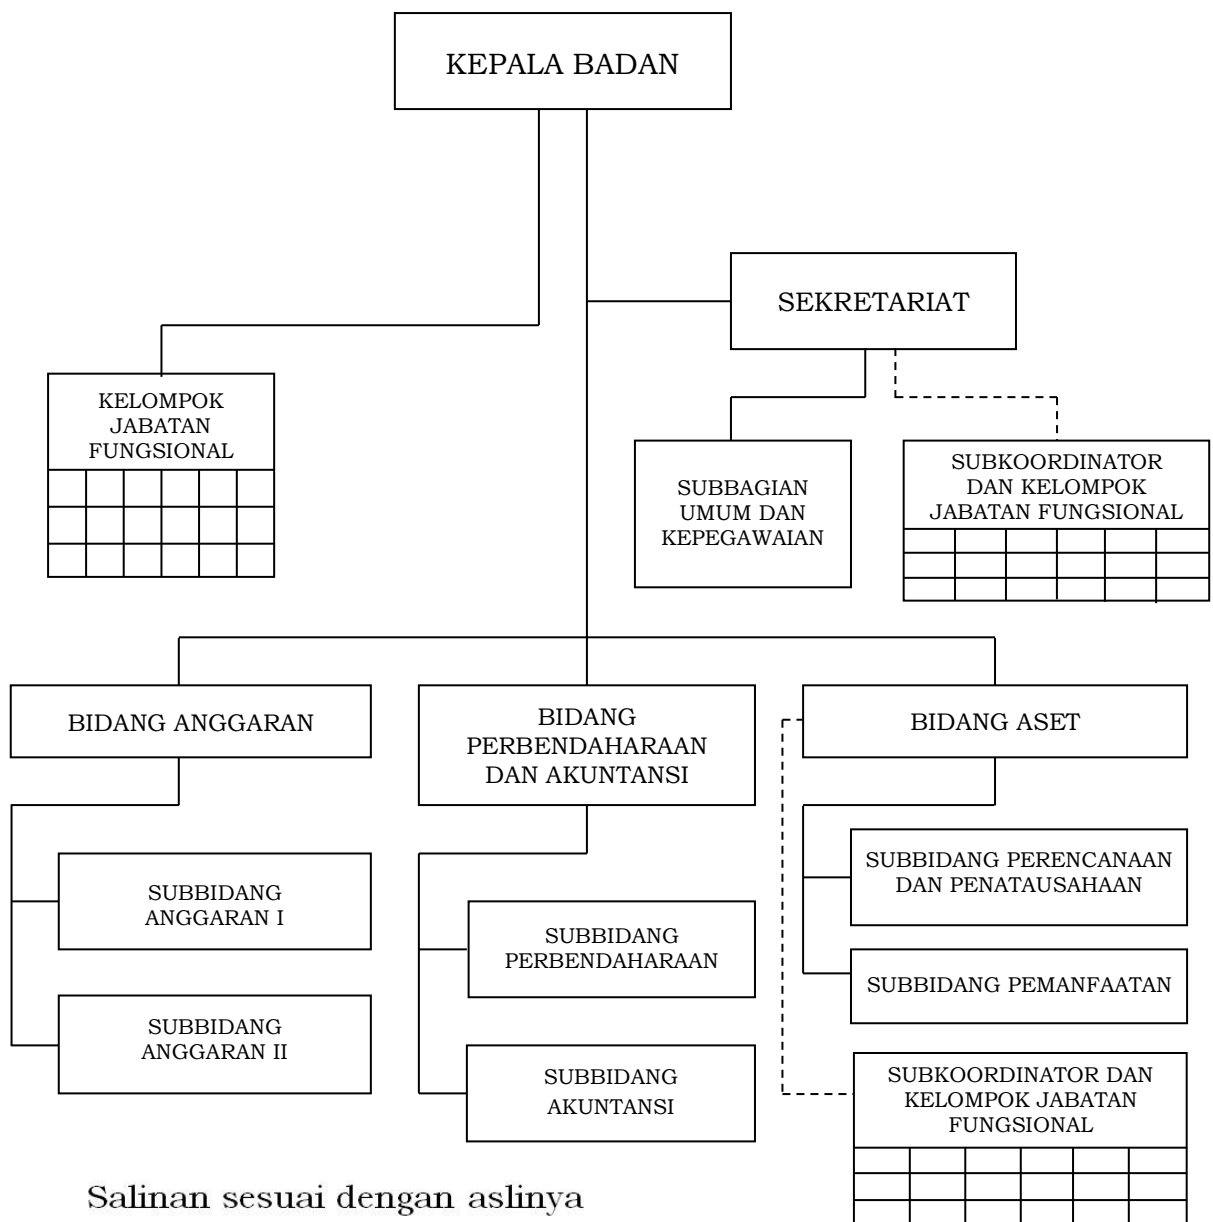 KEPALA BADAN
SEKRETARIAT
KELOMPOK
JABATAN
FUNGSIONAL
SUBBAGIAN
UMUM DAN
KEPEGAWAIAN
SUBKOORDINATOR
DAN KELOMPOK
JABATAN FUNGSIONAL
BIDANG ANGGARAN
BIDANG
PERBENDAHARAAN
DAN AKUNTANSI
BIDANG ASET
SUBBIDANG
ANGGARAN I
SUBBIDANG
ANGGARAN II
SUBBIDANG
PERBENDAHARAAN
SUBBIDANG
AKUNTANSI
SUBBIDANG PERENCANAAN
DAN PENATAUSAHAAN
SUBBIDANG PEMANFAATAN
SUBKOORDINATOR DAN
KELOMPOK JABATAN
FUNGSIONAL
Salinan sesuai dengan aslinya